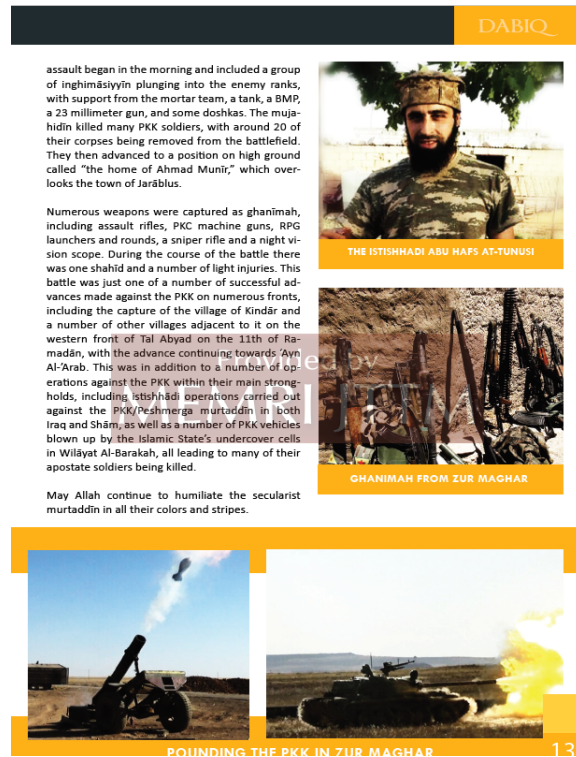 DABIQ
assault began in the morning and included a group
of inghimāsiyyīn plunging into the enemy ranks,
with support from the mortar team, a tank, a BMP,
a 23 millimeter gun, and some doshkas. The muja-
hidīn killed many PKK soldiers, with around 20 of
their corpses being removed from the battlefield.
They then advanced to a position on high ground
called “the home of Ahmad Munīr,” which over-
looks the town of Jarāblus.
Numerous weapons were captured as ghanīmah,
including assault rifles, PKC machine guns, RPG
launchers and rounds, a sniper rifle and a night vi-
sion scope. During the course of the battle there
was one shahīd and a number of light injuries. This
battle was just one of a number of successful ad-
vances made against the PKK on numerous fronts,
including the capture of the village of Kindār and
a number of other villages adjacent to it on the
western front of Tal Abyad on the 11th of Ra-
madān, with the advance continuing towards ‘Ayn
Al-‘Arab. This was in addition to a number of op-
erations against the PKK within their main strong-
holds, including istishhādī operations carried out
against the PKK/Peshmerga murtaddīn in both
Iraq and Shām, as well as a number of PKK vehicles
blown up by the Islamic State’s undercover cells
in Wilāyat Al-Barakah, all leading to many of their
apostate soldiers being killed.
May Allah continue to humiliate the secularist
murtaddīn in all their colors and stripes.
THE ISTISHHADI ABU HAFS AT-TUNUSI
GHANIMAH FROM ZUR MAGHAR
Provided by
MEMRI JTTM
POUNDING THE PKK IN ZUR MAGHAR
13